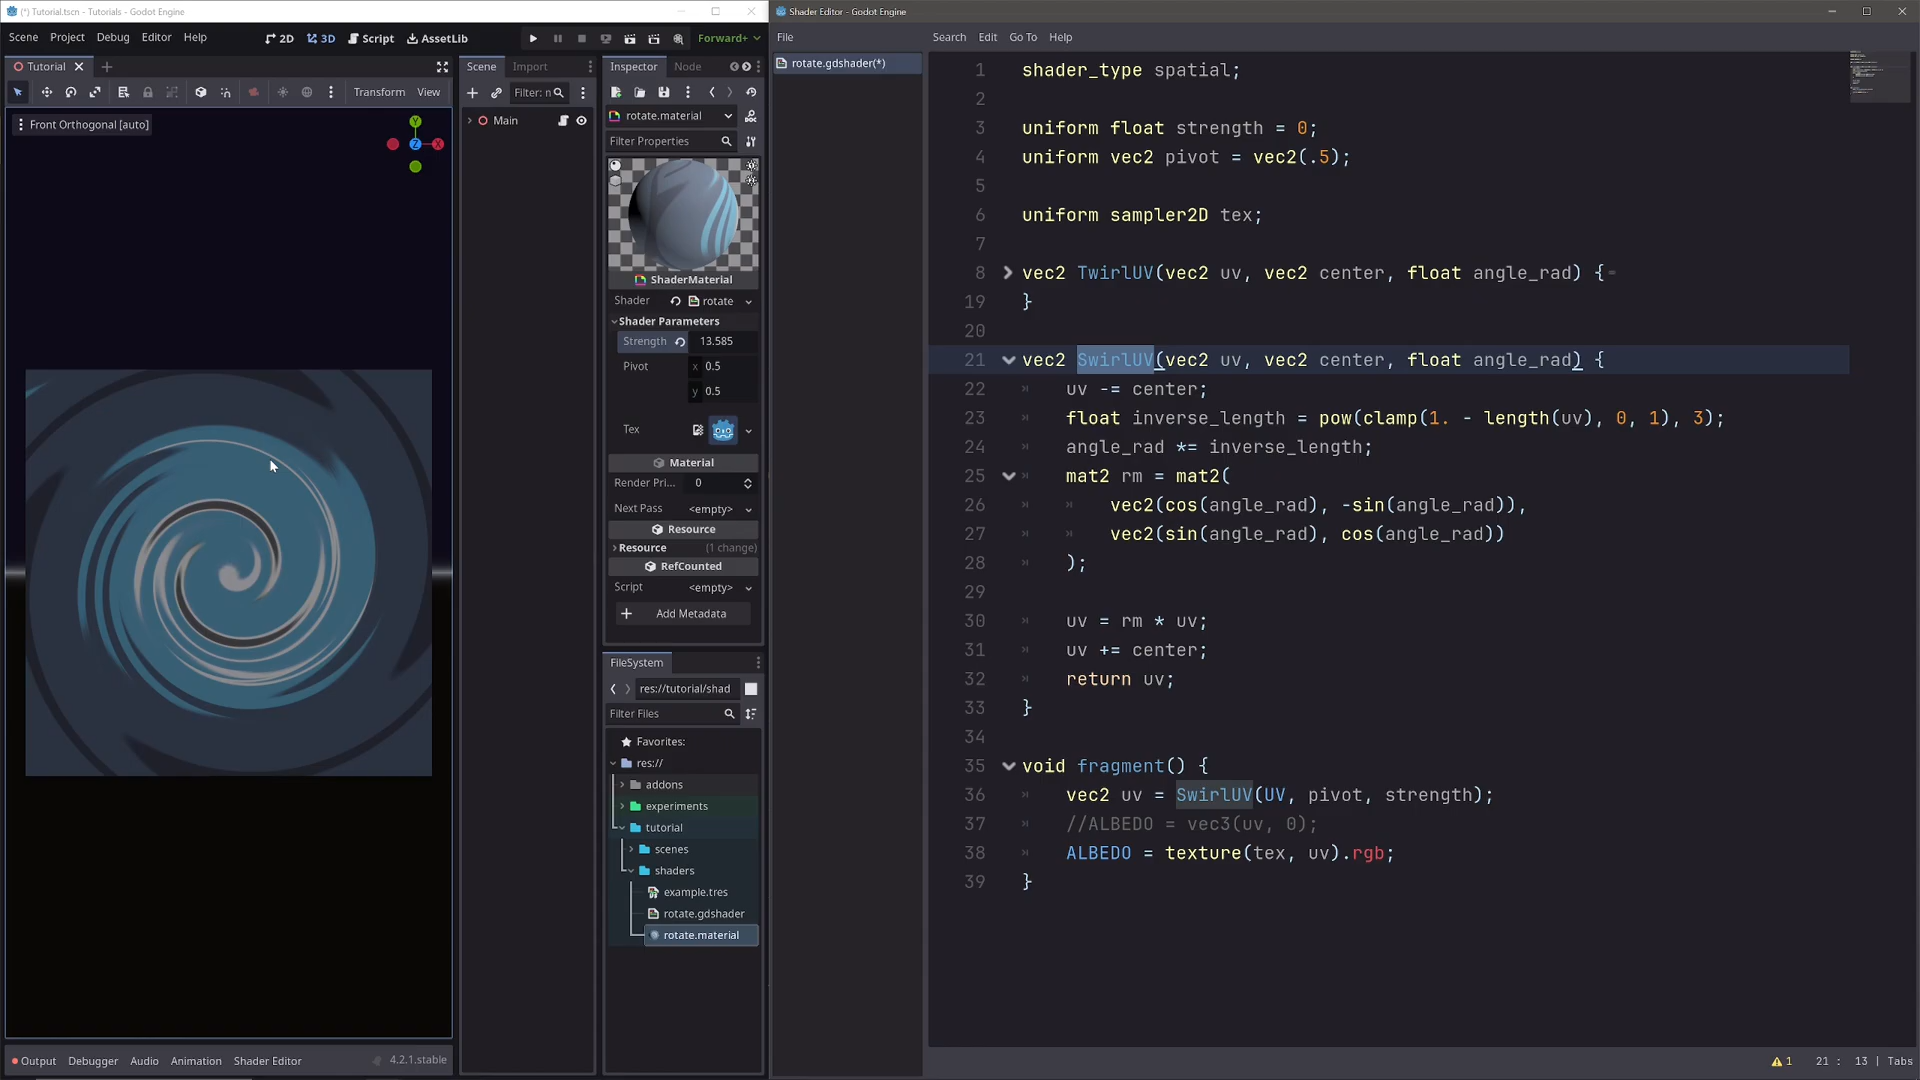 (*) Tutorial.tscn - Tutorials - Godot Engine
Scene Project Debug Editor Help
2D 3D Script AssetLib
Forward+
Tutorial
Transform View
Front Orthogonal [auto]
Y
Z X
Output Debugger Audio Animation Shader Editor 4.2.1.stable
Scene Import
Filter: n
Main
Inspector Node
rotate.material
Filter Properties
ShaderMaterial
Shader rotate
Shader Parameters
Strength 13.585
Pivot x 0.5
y 0.5
Tex
Material
Render Pri... 0
Next Pass <empty>
Resource
Resource (1 change)
RefCounted
Script <empty>
Add Metadata
FileSystem
res://tutorial/shad
Filter Files
Favorites:
res://
addons
experiments
tutorial
scenes
shaders
example.tres
rotate.gdshader
rotate.material
Shader Editor - Godot Engine
File Search Edit Go To Help
rotate.gdshader(*)
1 shader_type spatial;
2
3 uniform float strength = 0;
4 uniform vec2 pivot = vec2(.5);
5
6 uniform sampler2D tex;
7
8 vec2 TwirlUV(vec2 uv, vec2 center, float angle_rad) {
19 }
20
21 vec2 SwirlUV(vec2 uv, vec2 center, float angle_rad) {
22 uv -= center;
23 float inverse_length = pow(clamp(1. - length(uv), 0, 1), 3);
24 angle_rad *= inverse_length;
25 mat2 rm = mat2(
26 vec2(cos(angle_rad), -sin(angle_rad)),
27 vec2(sin(angle_rad), cos(angle_rad))
28 );
29
30 uv = rm * uv;
31 uv += center;
32 return uv;
33 }
34
35 void fragment() {
36 vec2 uv = SwirlUV(UV, pivot, strength);
37 //ALBEDO = vec3(uv, 0);
38 ALBEDO = texture(tex, uv).rgb;
39 }
1 21 : 13 | Tabs